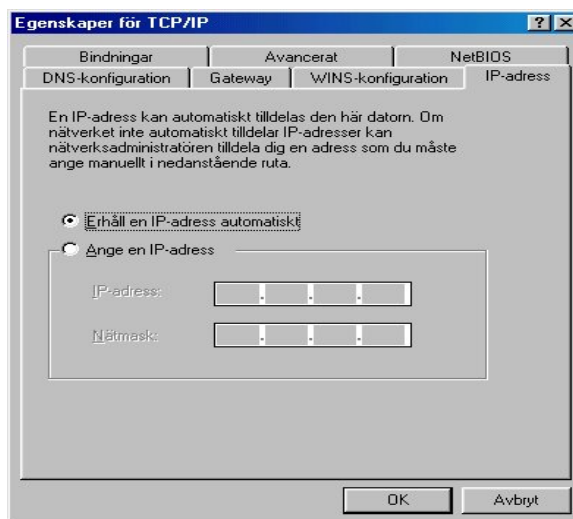 Egenskaper för TCP/IP
Bindningar Avancerat NetBIOS
DNS-konfiguration Gateway WINS-konfiguration IP-adress
En IP-adress kan automatiskt tilldelas den här datorn. Om
nätverket inte automatiskt tilldelar IP-adresser kan
nätverksadministratören tilldela dig en adress som du måste
ange manuellt i nedanstående ruta.
Erhåll en IP-adress automatiskt
Ange en IP-adress
IP-adress:
Nätmask:
OK Avbryt